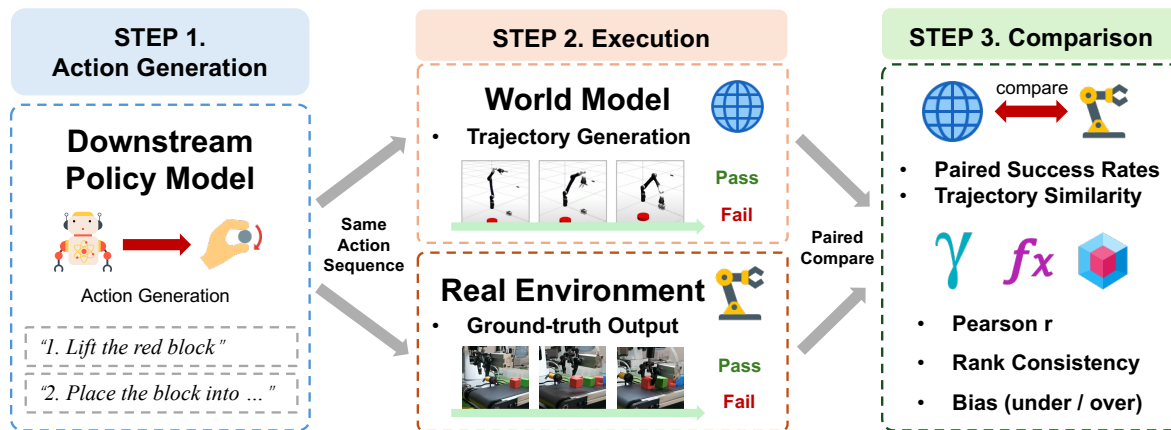 STEP 1.
Action Generation
Downstream
Policy Model
Action Generation
"1. Lift the red block"
"2. Place the block into ..."
Same
Action
Sequence
STEP 2. Execution
World Model
• Trajectory Generation
Pass
Fail
Real Environment
• Ground-truth Output
Pass
Fail
Paired
Compare
STEP 3. Comparison
compare
• Paired Success Rates
• Trajectory Similarity
γ ƒx
• Pearson r
• Rank Consistency
• Bias (under / over)